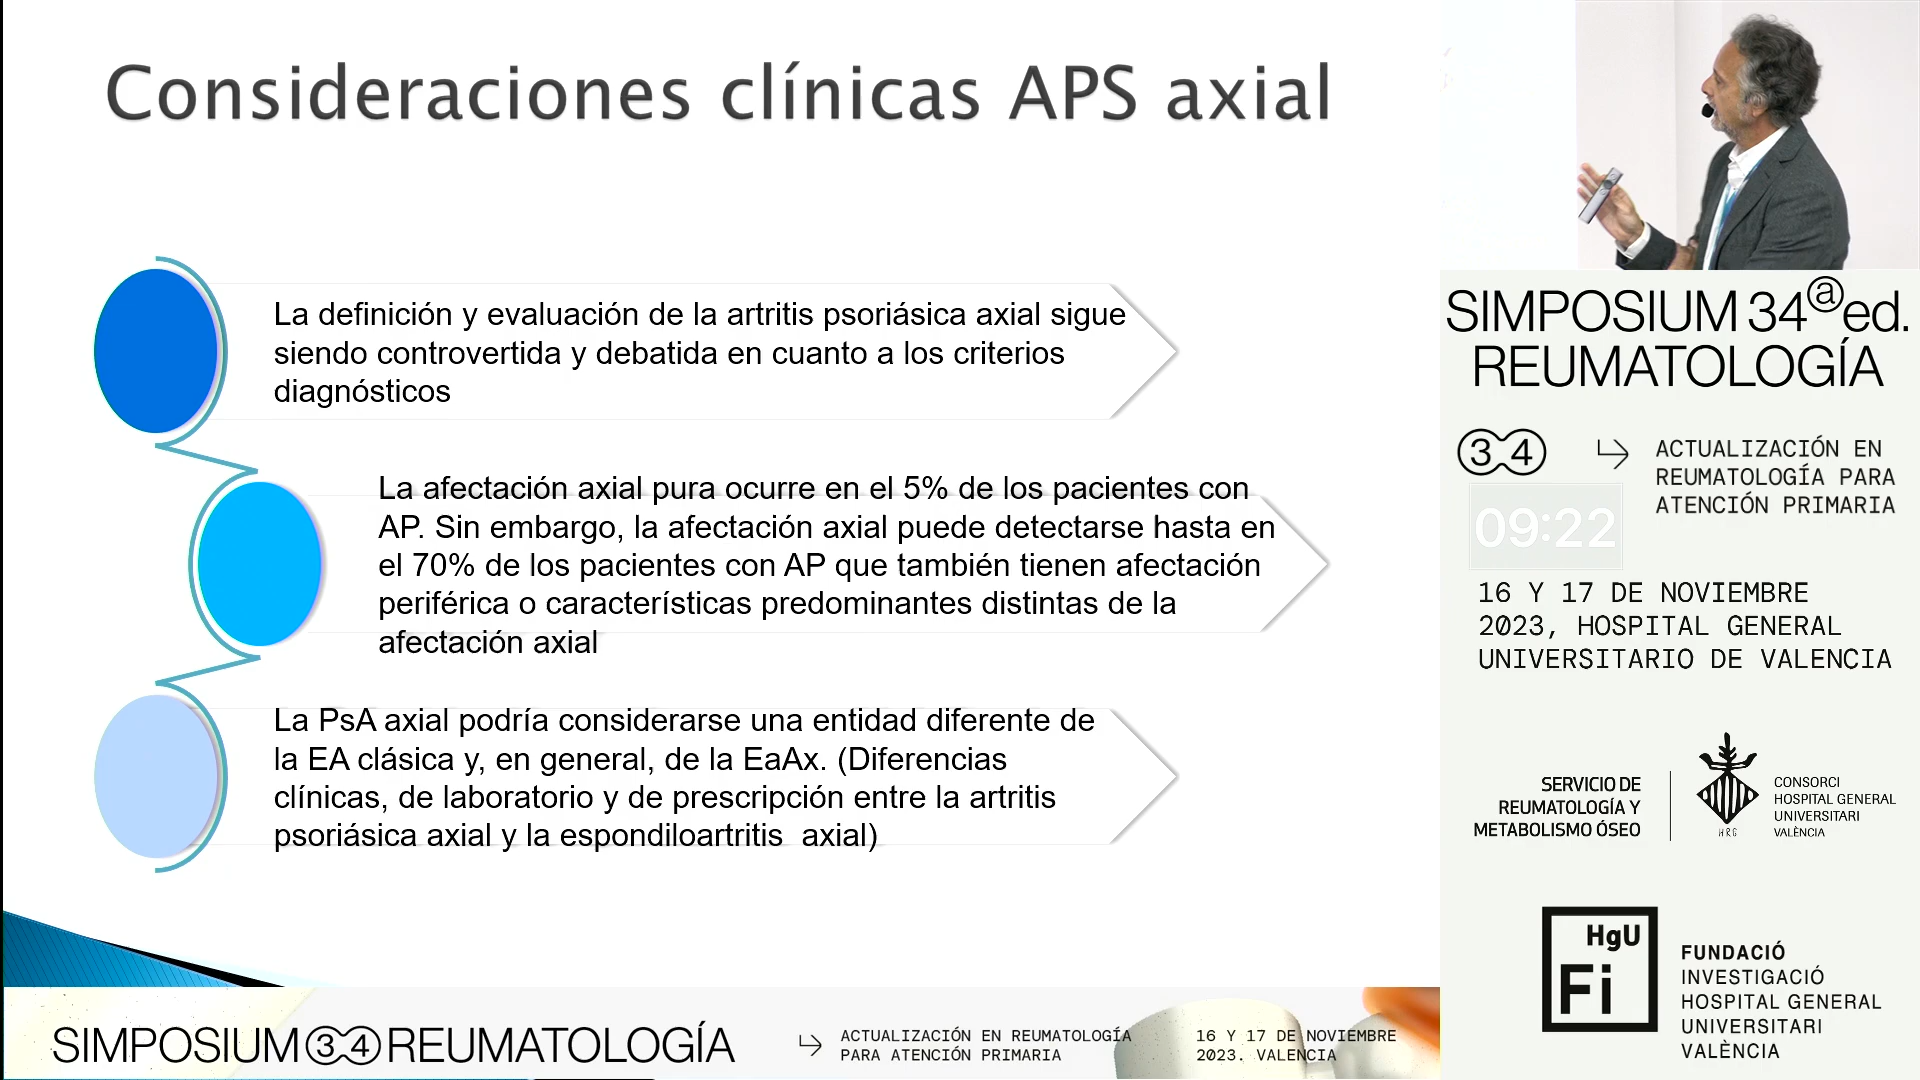 Consideraciones clínicas APS axial
La definición y evaluación de la artritis psoriásica axial sigue
siendo controvertida y debatida en cuanto a los criterios
diagnósticos
La afectación axial pura ocurre en el 5% de los pacientes con
AP. Sin embargo, la afectación axial puede detectarse hasta en
el 70% de los pacientes con AP que también tienen afectación
periférica o características predominantes distintas de la
afectación axial
La PsA axial podría considerarse una entidad diferente de
la EA clásica y, en general, de la EaAx. (Diferencias
clínicas, de laboratorio y de prescripción entre la artritis
psoriásica axial y la espondiloartritis axial)
SIMPOSIUM 34 REUMATOLOGÍA
ACTUALIZACIÓN EN REUMATOLOGÍA
PARA ATENCIÓN PRIMARIA
16 Y 17 DE NOVIEMBRE
2023. VALENCIA
SIMPOSIUM 34ⓐed.
REUMATOLOGÍA
34
ACTUALIZACIÓN EN
REUMATOLOGÍA PARA
ATENCIÓN PRIMARIA
09:22
16 Y 17 DE NOVIEMBRE
2023, HOSPITAL GENERAL
UNIVERSITARIO DE VALENCIA
SERVICIO DE
REUMATOLOGÍA Y
METABOLISMO ÓSEO
HRG
CONSORCI
HOSPITAL GENERAL
UNIVERSITARI
VALÈNCIA
HgU
Fi
FUNDACIÓ
INVESTIGACIÓ
HOSPITAL GENERAL
UNIVERSITARI
VALÈNCIA